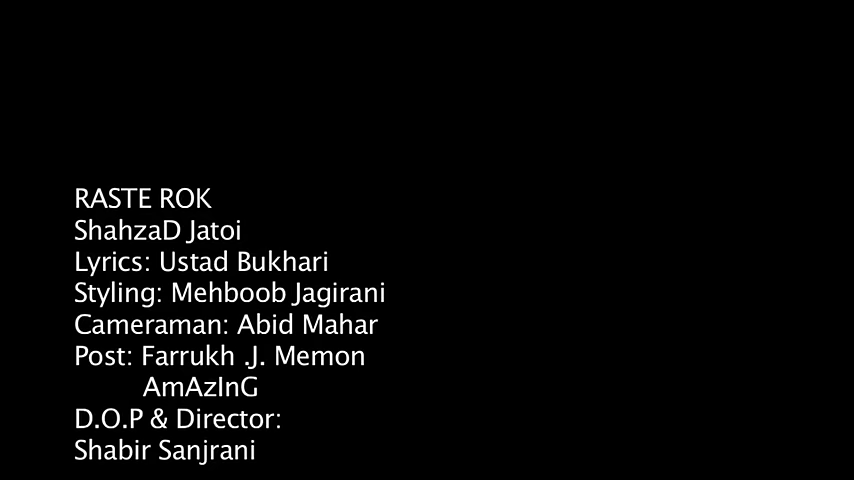 RASTE ROK
ShahzaD Jatoi
Lyrics: Ustad Bukhari
Styling: Mehboob Jagirani
Cameraman: Abid Mahar
Post: Farrukh .J. Memon
AmAzInG
D.O.P & Director:
Shabir Sanjrani